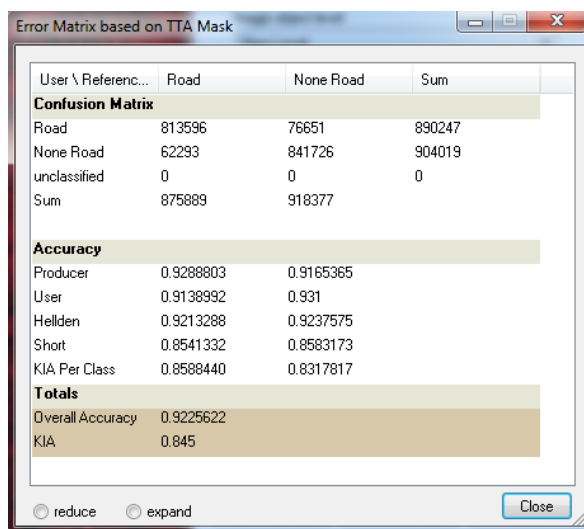 Error Matrix based on TTA Mask
User \ Referenc... Road None Road Sum
Confusion Matrix
Road 813596 76651 890247
None Road 62293 841726 904019
unclassified 0 0 0
Sum 875889 918377
Accuracy
Producer 0.9288803 0.9165365
User 0.9138992 0.931
Hellden 0.9213288 0.9237575
Short 0.8541332 0.8583173
KIA Per Class 0.8588440 0.8317817
Totals
Overall Accuracy 0.9225622
KIA 0.845
reduce expand Close